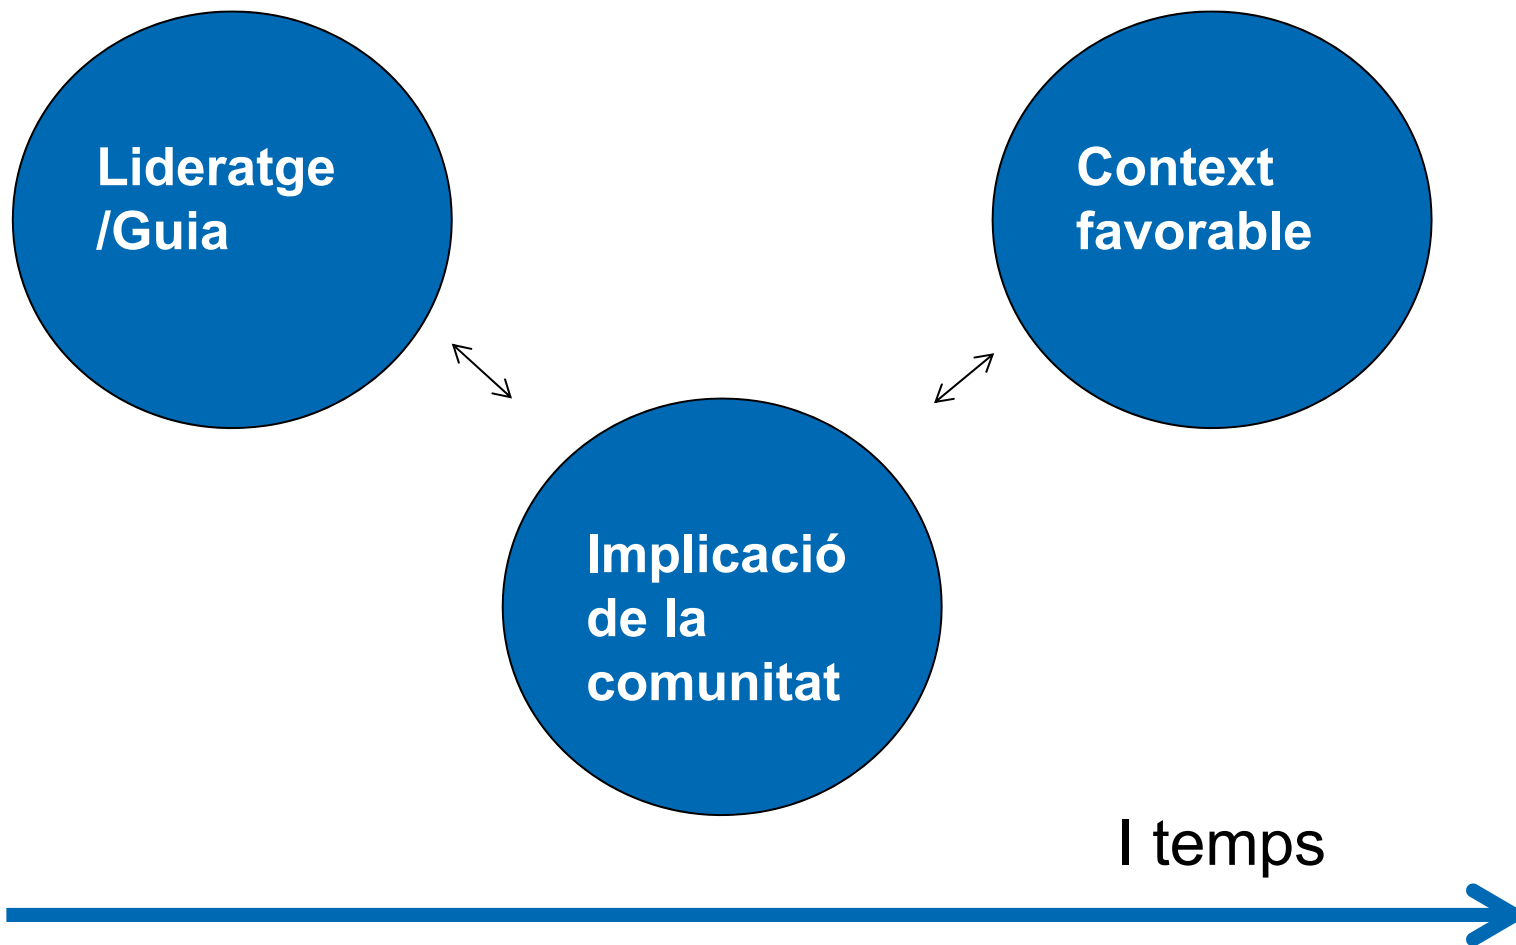 Lideratge
/Guia
Context
favorable
Implicació
de la
comunitat
I temps